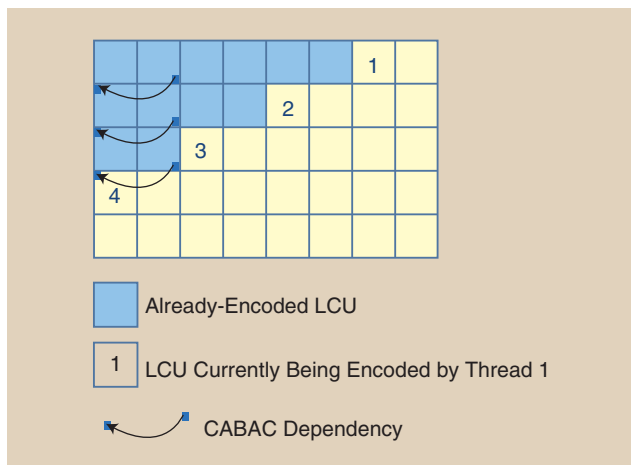 1
2
3
4
Already-Encoded LCU
1 LCU Currently Being Encoded by Thread 1
CABAC Dependency